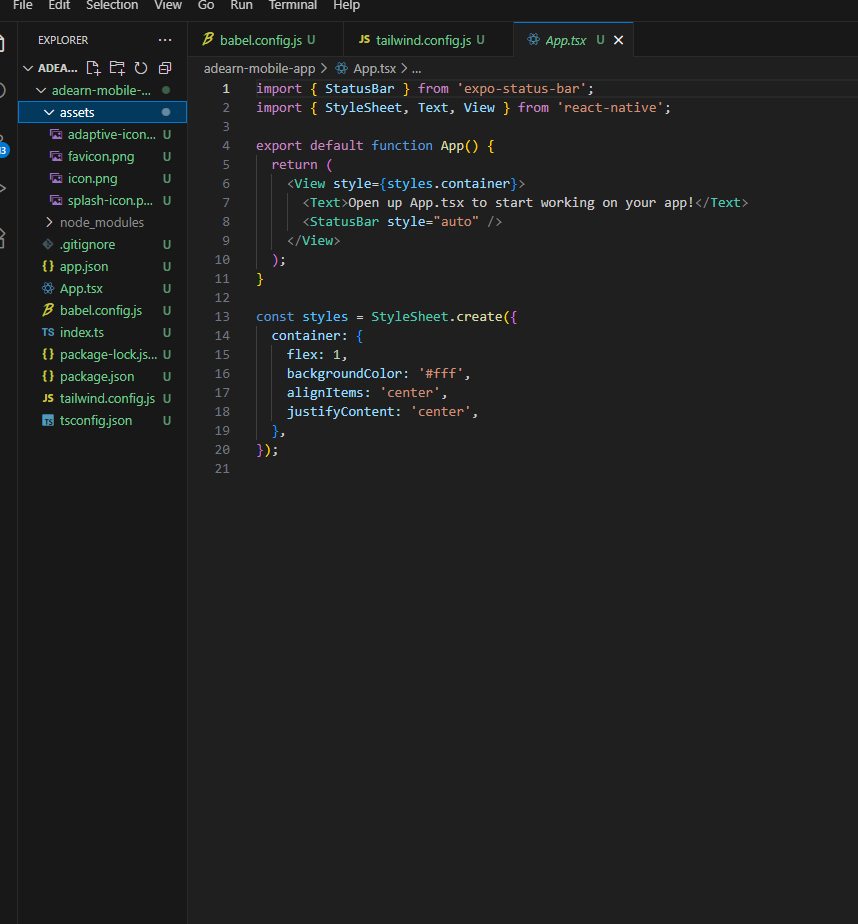 File Edit Selection View Go Run Terminal Help
EXPLORER ...
ADEA...
adearn-mobile-...
assets
adaptive-icon... U
favicon.png U
icon.png U
splash-icon.p... U
node_modules
.gitignore U
{} app.json U
App.tsx U
babel.config.js U
TS index.ts U
{} package-lock.js... U
{} package.json U
JS tailwind.config.js U
TS tsconfig.json U
33
babel.config.js U JS tailwind.config.js U App.tsx U
adearn-mobile-app > App.tsx > ...
1 import { StatusBar } from 'expo-status-bar';
2 import { StyleSheet, Text, View } from 'react-native';
3
4 export default function App() {
5   return (
6     <View style={styles.container}>
7       <Text>Open up App.tsx to start working on your app!</Text>
8       <StatusBar style="auto" />
9     </View>
10   );
11 }
12
13 const styles = StyleSheet.create({
14   container: {
15     flex: 1,
16     backgroundColor: '#fff',
17     alignItems: 'center',
18     justifyContent: 'center',
19   },
20 });
21